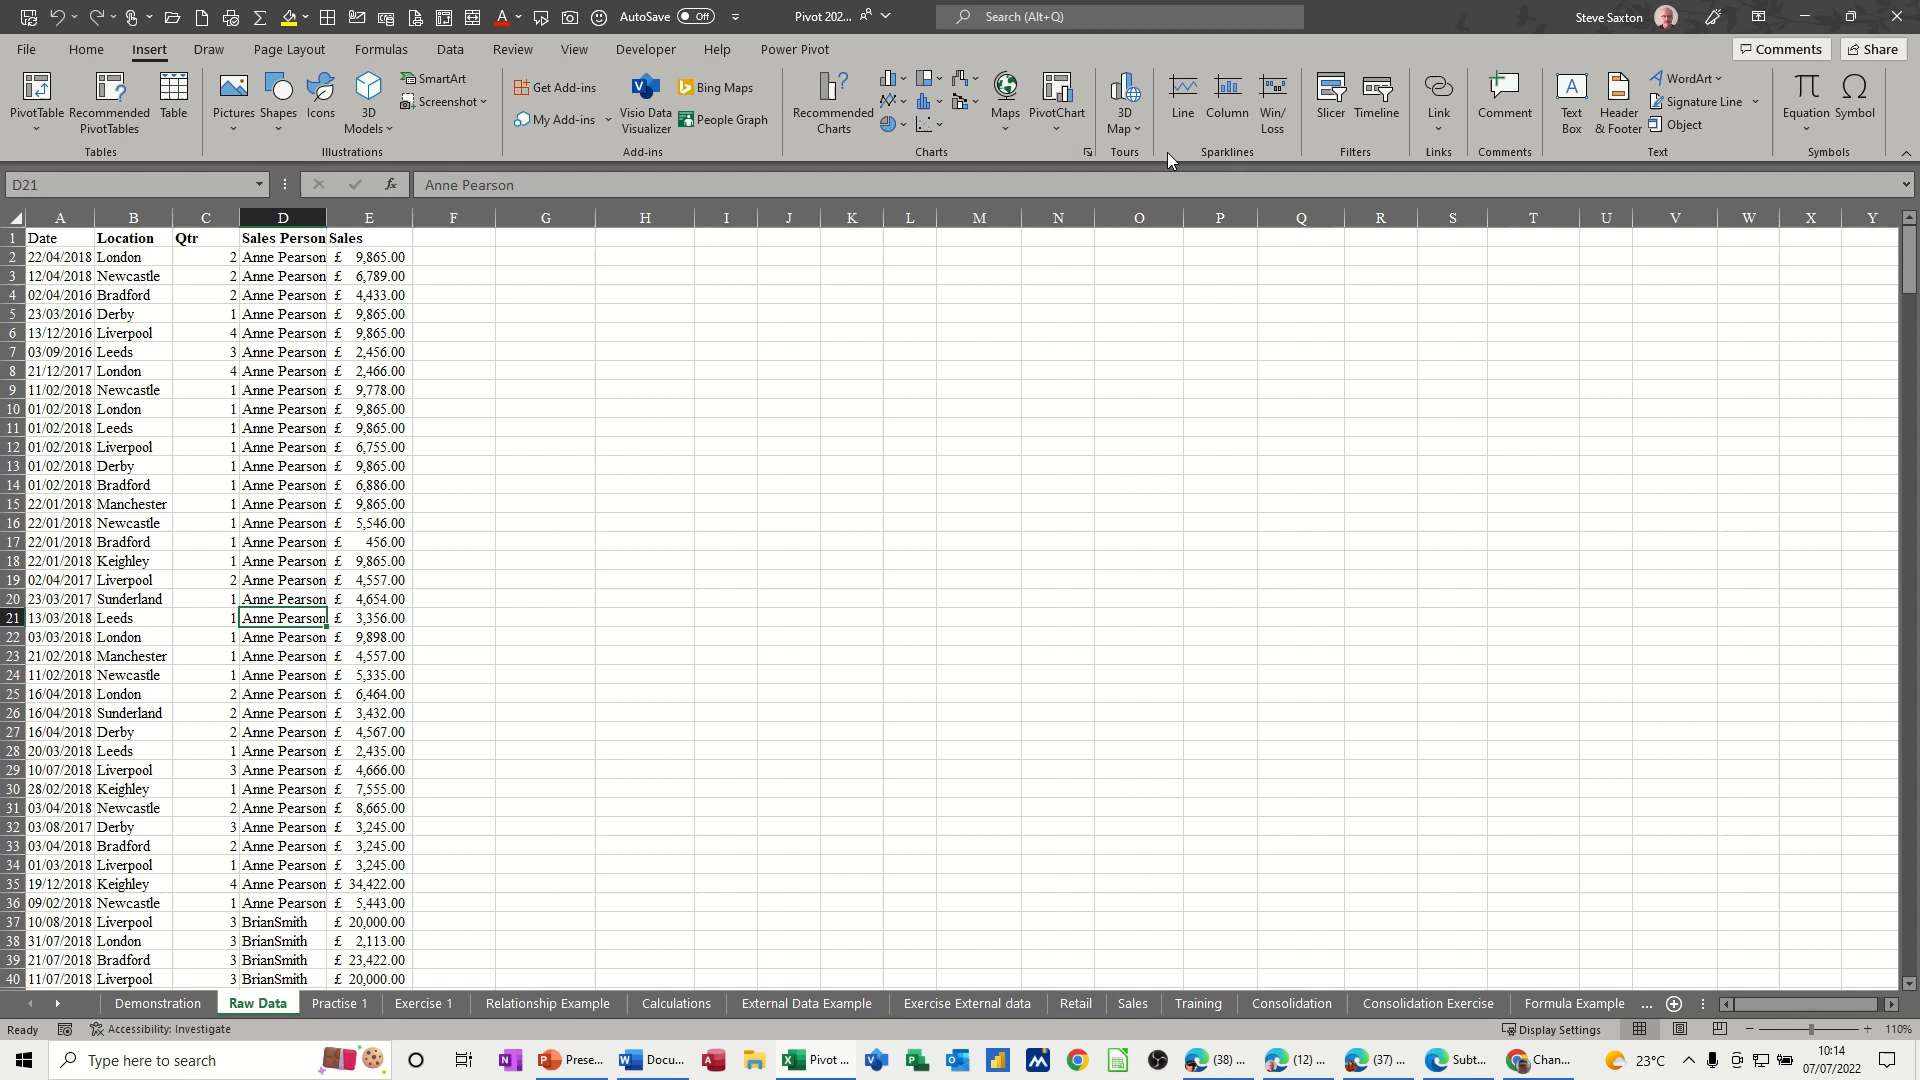 AutoSave Off Pivot 202... Search (Alt+Q) Steve Saxton
File Home Insert Draw Page Layout Formulas Data Review View Developer Help Power Pivot Comments Share
PivotTable Recommended PivotTables Table Pictures Shapes Icons 3D Models SmartArt Screenshot Get Add-ins My Add-ins Visio Data Visualizer Bing Maps People Graph Recommended Charts Maps PivotChart 3D Map Line Column Win/Loss Slicer Timeline Link Comment Text Box Header & Footer WordArt Signature Line Object Equation Symbol
Tables Illustrations Add-ins Charts Tours Sparklines Filters Links Comments Text Symbols
D21 fx Anne Pearson
A B C D E F G H I J K L M N O P Q R S T U V W X Y
1 Date Location Qtr Sales Person Sales
2 22/04/2018 London 2 Anne Pearson £ 9,865.00
3 12/04/2018 Newcastle 2 Anne Pearson £ 6,789.00
4 02/04/2016 Bradford 2 Anne Pearson £ 4,433.00
5 23/03/2016 Derby 1 Anne Pearson £ 9,865.00
6 13/12/2016 Liverpool 4 Anne Pearson £ 9,865.00
7 03/09/2016 Leeds 3 Anne Pearson £ 2,456.00
8 21/12/2017 London 4 Anne Pearson £ 2,466.00
9 11/02/2018 Newcastle 1 Anne Pearson £ 9,778.00
10 01/02/2018 London 1 Anne Pearson £ 9,865.00
11 01/02/2018 Leeds 1 Anne Pearson £ 9,865.00
12 01/02/2018 Liverpool 1 Anne Pearson £ 6,755.00
13 01/02/2018 Derby 1 Anne Pearson £ 9,865.00
14 01/02/2018 Bradford 1 Anne Pearson £ 6,886.00
15 22/01/2018 Manchester 1 Anne Pearson £ 9,865.00
16 22/01/2018 Newcastle 1 Anne Pearson £ 5,546.00
17 22/01/2018 Bradford 1 Anne Pearson £ 456.00
18 22/01/2018 Keighley 1 Anne Pearson £ 9,865.00
19 02/04/2017 Liverpool 2 Anne Pearson £ 4,557.00
20 23/03/2017 Sunderland 1 Anne Pearson £ 4,654.00
21 13/03/2018 Leeds 1 Anne Pearson £ 3,356.00
22 03/03/2018 London 1 Anne Pearson £ 9,898.00
23 21/02/2018 Manchester 1 Anne Pearson £ 4,557.00
24 11/02/2018 Newcastle 1 Anne Pearson £ 5,335.00
25 16/04/2018 London 2 Anne Pearson £ 6,464.00
26 16/04/2018 Sunderland 2 Anne Pearson £ 3,432.00
27 16/04/2018 Derby 2 Anne Pearson £ 4,567.00
28 20/03/2018 Leeds 1 Anne Pearson £ 2,435.00
29 10/07/2018 Liverpool 3 Anne Pearson £ 4,666.00
30 28/02/2018 Keighley 1 Anne Pearson £ 7,555.00
31 03/04/2018 Newcastle 2 Anne Pearson £ 8,665.00
32 03/08/2017 Derby 3 Anne Pearson £ 3,245.00
33 03/04/2018 Bradford 2 Anne Pearson £ 3,245.00
34 01/03/2018 Liverpool 1 Anne Pearson £ 3,245.00
35 19/12/2018 Keighley 4 Anne Pearson £ 34,422.00
36 09/02/2018 Newcastle 1 Anne Pearson £ 5,443.00
37 10/08/2018 Liverpool 3 BrianSmith £ 20,000.00
38 31/07/2018 London 3 BrianSmith £ 2,113.00
39 21/07/2018 Bradford 3 BrianSmith £ 23,422.00
40 11/07/2018 Liverpool 3 BrianSmith £ 20,000.00
Demonstration Raw Data Practise 1 Exercise 1 Relationship Example Calculations External Data Example Exercise External data Retail Sales Training Consolidation Consolidation Exercise Formula Example ...
Ready Accessibility: Investigate Display Settings 110%
Type here to search Prese... Docu... Pivot ... (38) ... (12) ... (37) ... Subt... Chan... 23°C 10:14
07/07/2022